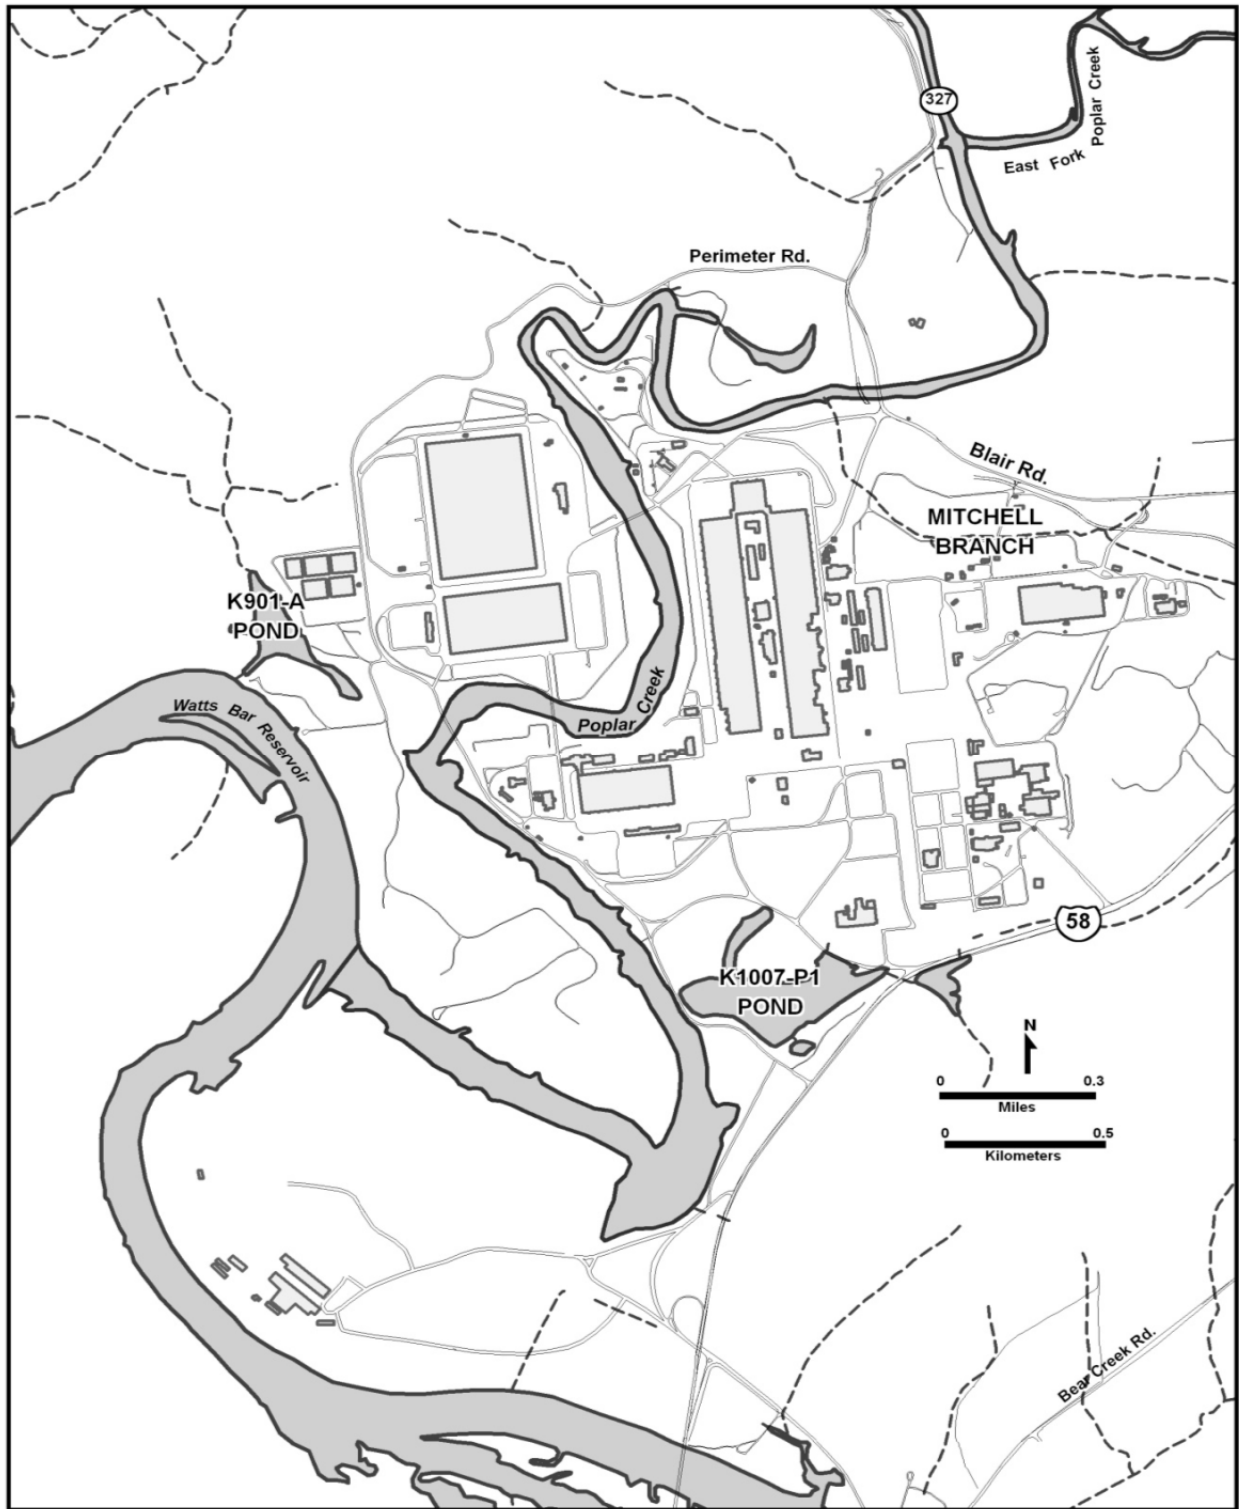 327
East Fork
Poplar Creek
Perimeter Rd.
Blair Rd.
MITCHELL
BRANCH
K901-A
POND
Watts Bar Reservoir
Poplar Creek
58
K1007-P1
POND
N
0 0.3
Miles
0 0.5
Kilometers
Bear Creek Rd.